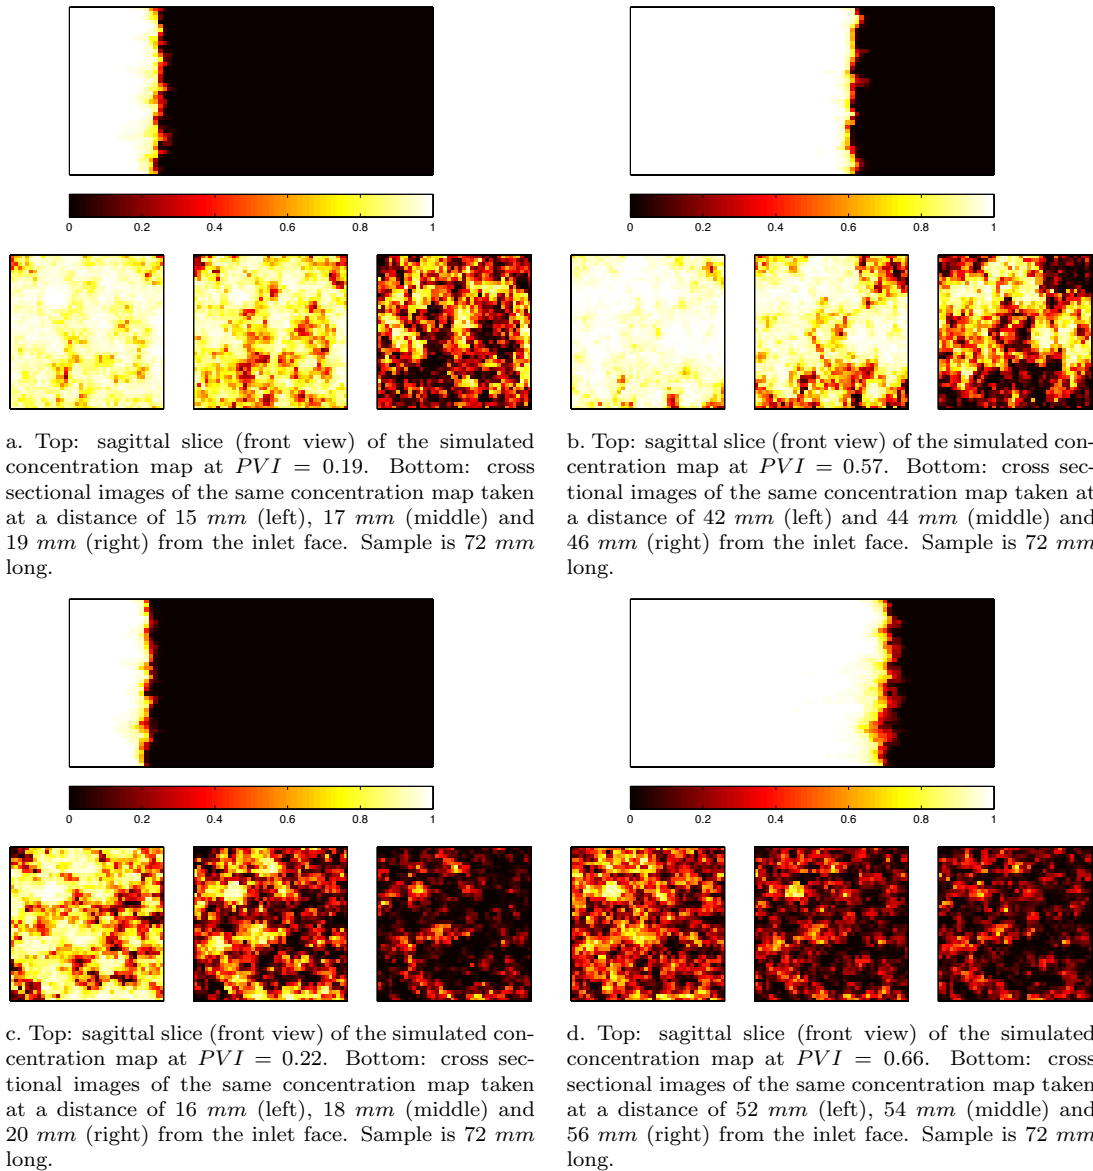 0 0.2 0.4 0.6 0.8 1
0 0.2 0.4 0.6 0.8 1
a. Top: sagittal slice (front view) of the simulated
concentration map at PVI = 0.19. Bottom: cross
sectional images of the same concentration map taken
at a distance of 15 mm (left), 17 mm (middle) and
19 mm (right) from the inlet face. Sample is 72 mm
long.
b. Top: sagittal slice (front view) of the simulated con-
centration map at PVI = 0.57. Bottom: cross sec-
tional images of the same concentration map taken at
a distance of 42 mm (left) and 44 mm (middle) and
46 mm (right) from the inlet face. Sample is 72 mm
long.
0 0.2 0.4 0.6 0.8 1
0 0.2 0.4 0.6 0.8 1
c. Top: sagittal slice (front view) of the simulated con-
centration map at PVI = 0.22. Bottom: cross sec-
tional images of the same concentration map taken
at a distance of 16 mm (left), 18 mm (middle) and
20 mm (right) from the inlet face. Sample is 72 mm
long.
d. Top: sagittal slice (front view) of the simulated
concentration map at PVI = 0.66. Bottom: cross
sectional images of the same concentration map taken
at a distance of 52 mm (left), 54 mm (middle) and
56 mm (right) from the inlet face. Sample is 72 mm
long.